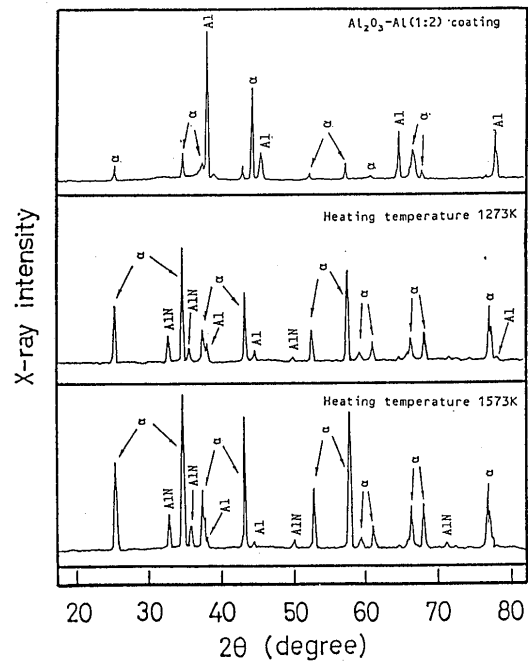 Al₂O₃-Al(1:2) coating
Al
α
α
α
Al
α
α
Al
α
Al
Heating temperature 1273K
α
AlN
AlN
α
Al
Al
AlN
α
α
α
α
Al
Heating temperature 1573K
α
AlN
AlN
α
Al
Al
AlN
α
α
α
AlN
α
X-ray intensity
20 30 40 50 60 70 80
2θ (degree)